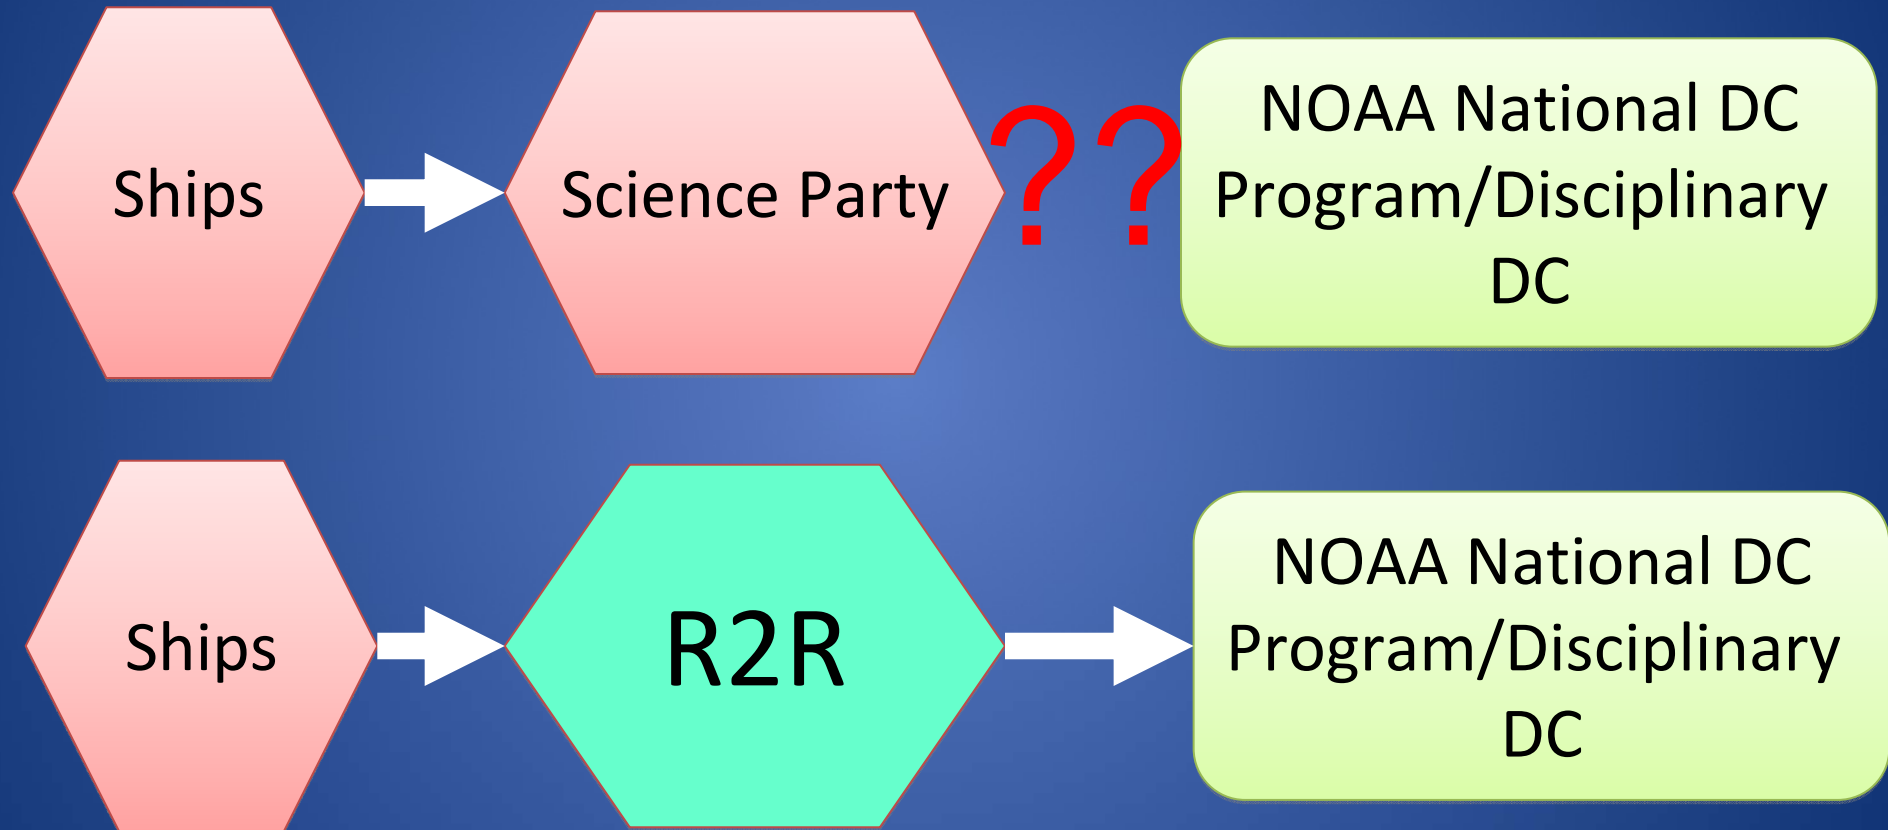 Ships
Science Party
??
NOAA National DC
Program/Disciplinary
DC
Ships
R2R
NOAA National DC
Program/Disciplinary
DC